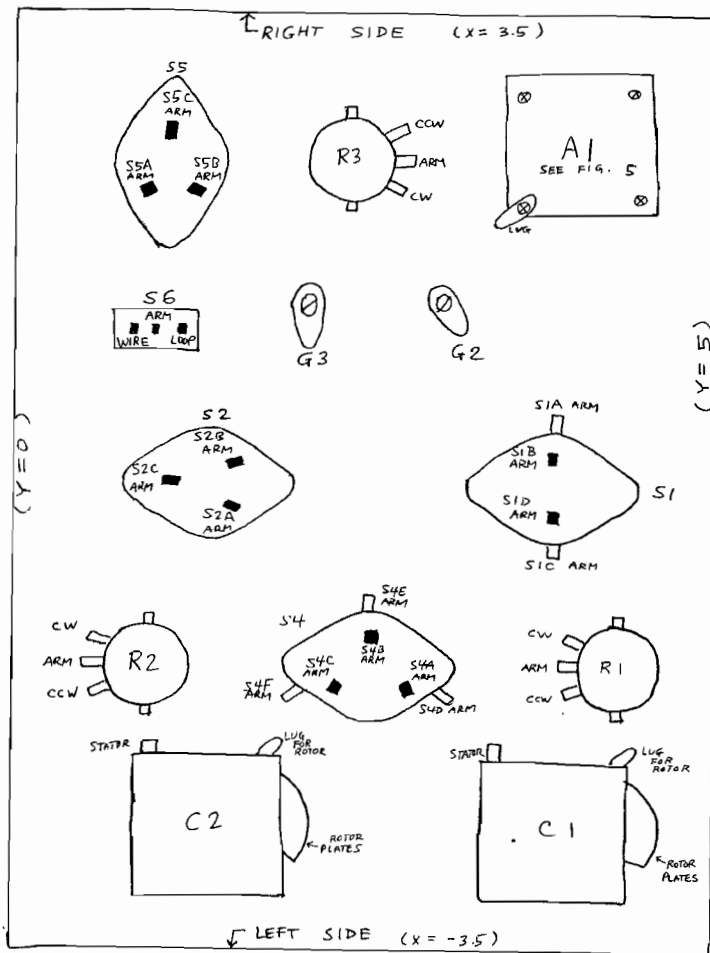 RIGHT SIDE (X = 3.5)
S5
S5C
ARM
S5A
ARM
S5B
ARM
R3
CCW
ARM
CW
A1
SEE FIG. 5
LUG
S6
ARM
WIRE
LOOP
G3
G2
(Y=5)
(Y=0)
S2
S2B
ARM
S2C
ARM
S2A
ARM
S1A ARM
S1B
ARM
S1D
ARM
S1
S1C ARM
S4
S4E
ARM
S4B
ARM
S4C
ARM
S4A
ARM
S4F
ARM
S4D ARM
CW
ARM
CCW
R2
CW
ARM
CCW
R1
STATOR
LUG
FOR
ROTOR
C2
ROTOR
PLATES
STATOR
LUG
FOR
ROTOR
C1
ROTOR
PLATES
LEFT SIDE (X = -3.5)